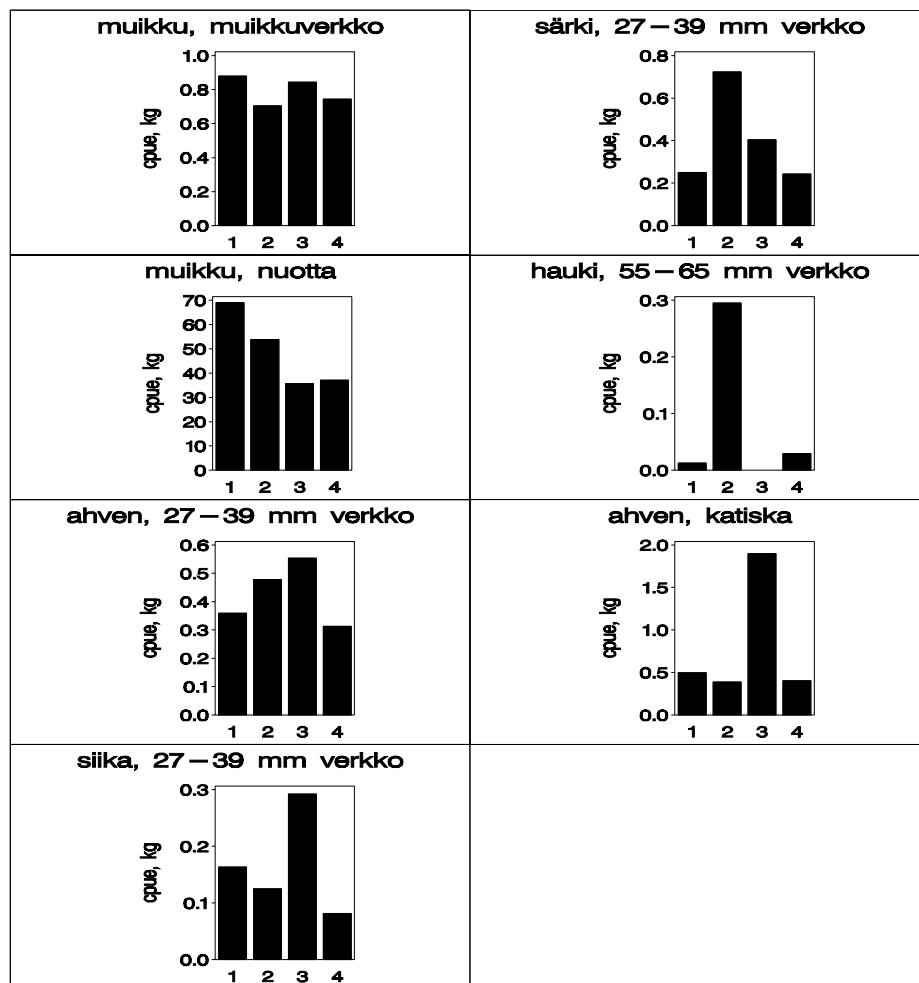 muikku, muikkuverkko
1.0
0.8
0.6
0.4
0.2
0.0
cpue, kg
1 2 3 4
särki, 27–39 mm verkko
0.8
0.6
0.4
0.2
0.0
cpue, kg
1 2 3 4
muikku, nuotta
70
60
50
40
30
20
10
0
cpue, kg
1 2 3 4
hauki, 55–65 mm verkko
0.3
0.2
0.1
0.0
cpue, kg
1 2 3 4
ahven, 27–39 mm verkko
0.6
0.5
0.4
0.3
0.2
0.1
0.0
cpue, kg
1 2 3 4
ahven, katiska
2.0
1.5
1.0
0.5
0.0
cpue, kg
1 2 3 4
siika, 27–39 mm verkko
0.3
0.2
0.1
0.0
cpue, kg
1 2 3 4